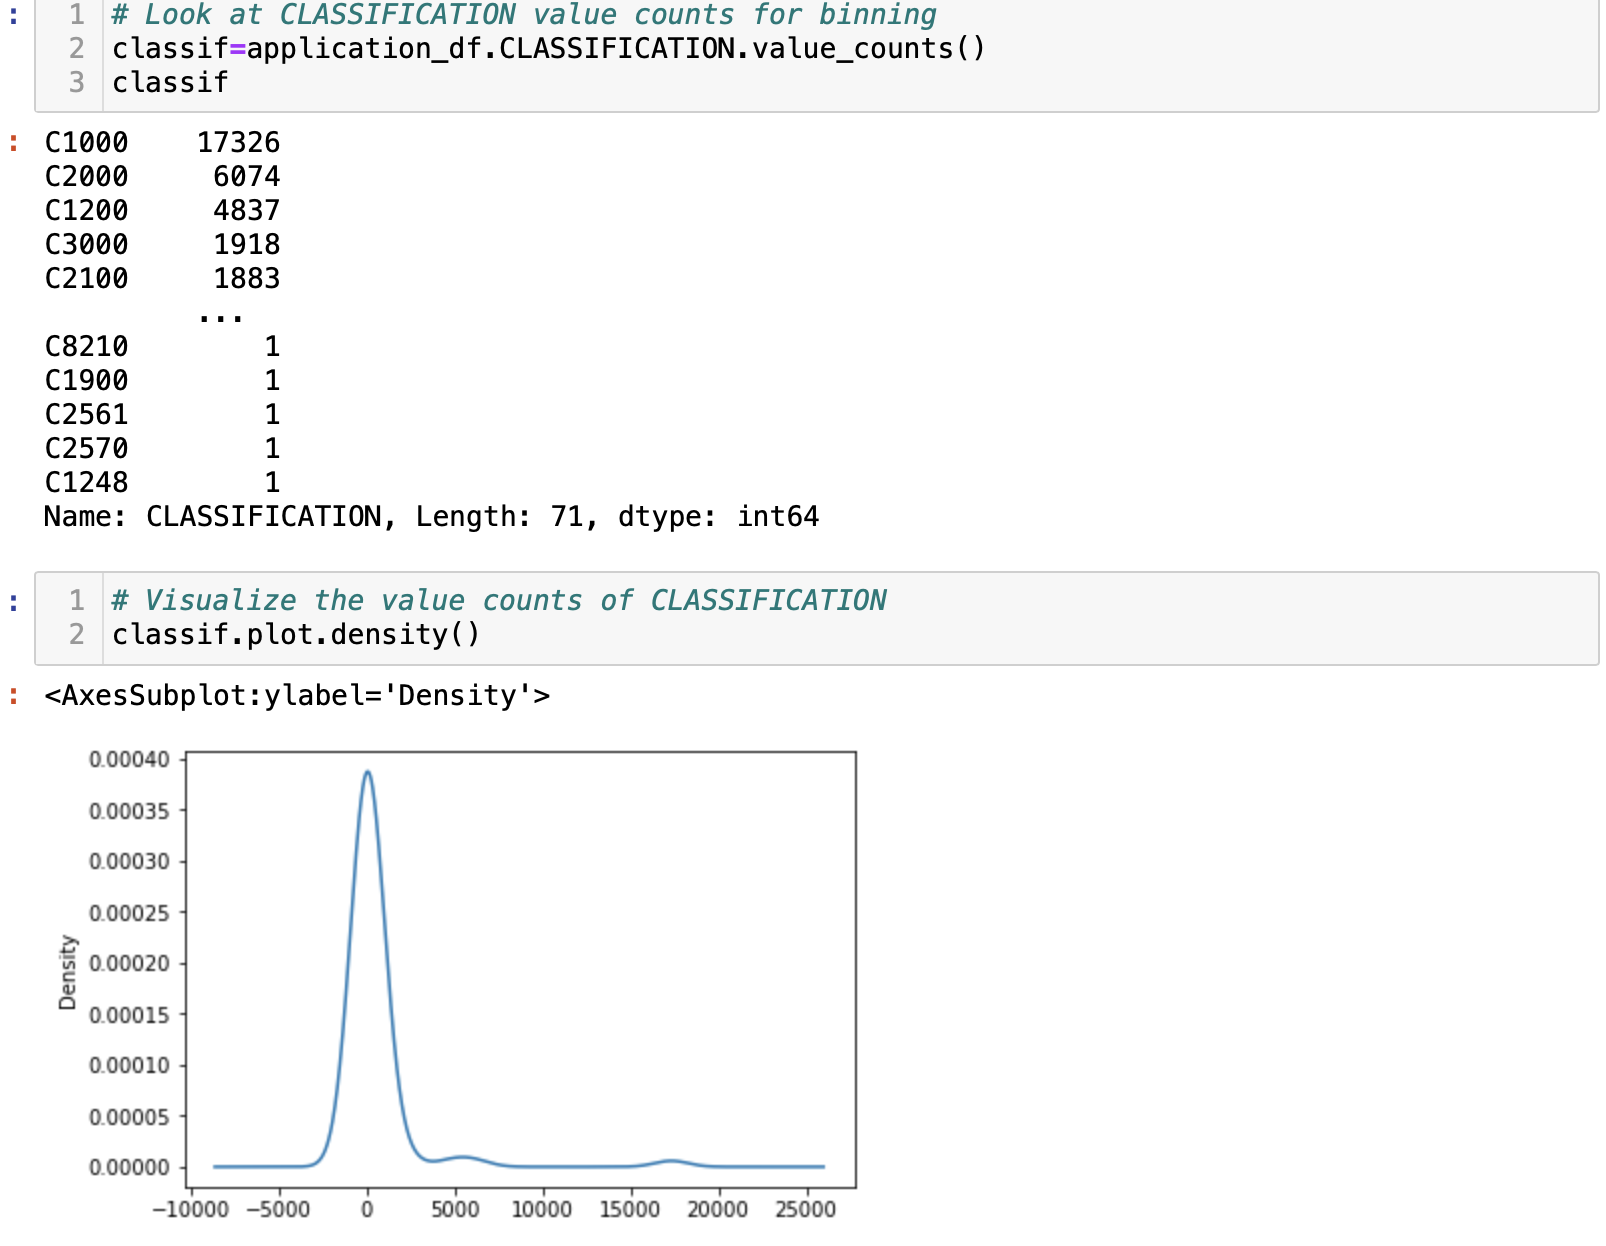 :
1 # Look at CLASSIFICATION value counts for binning
2 classif=application_df.CLASSIFICATION.value_counts()
3 classif
:
C1000 17326
C2000 6074
C1200 4837
C3000 1918
C2100 1883
...
C8210 1
C1900 1
C2561 1
C2570 1
C1248 1
Name: CLASSIFICATION, Length: 71, dtype: int64
:
1 # Visualize the value counts of CLASSIFICATION
2 classif.plot.density()
: <AxesSubplot:ylabel='Density'>
0.00040
0.00035
0.00030
0.00025
0.00020
0.00015
0.00010
0.00005
0.00000
Density
−10000 −5000 0 5000 10000 15000 20000 25000